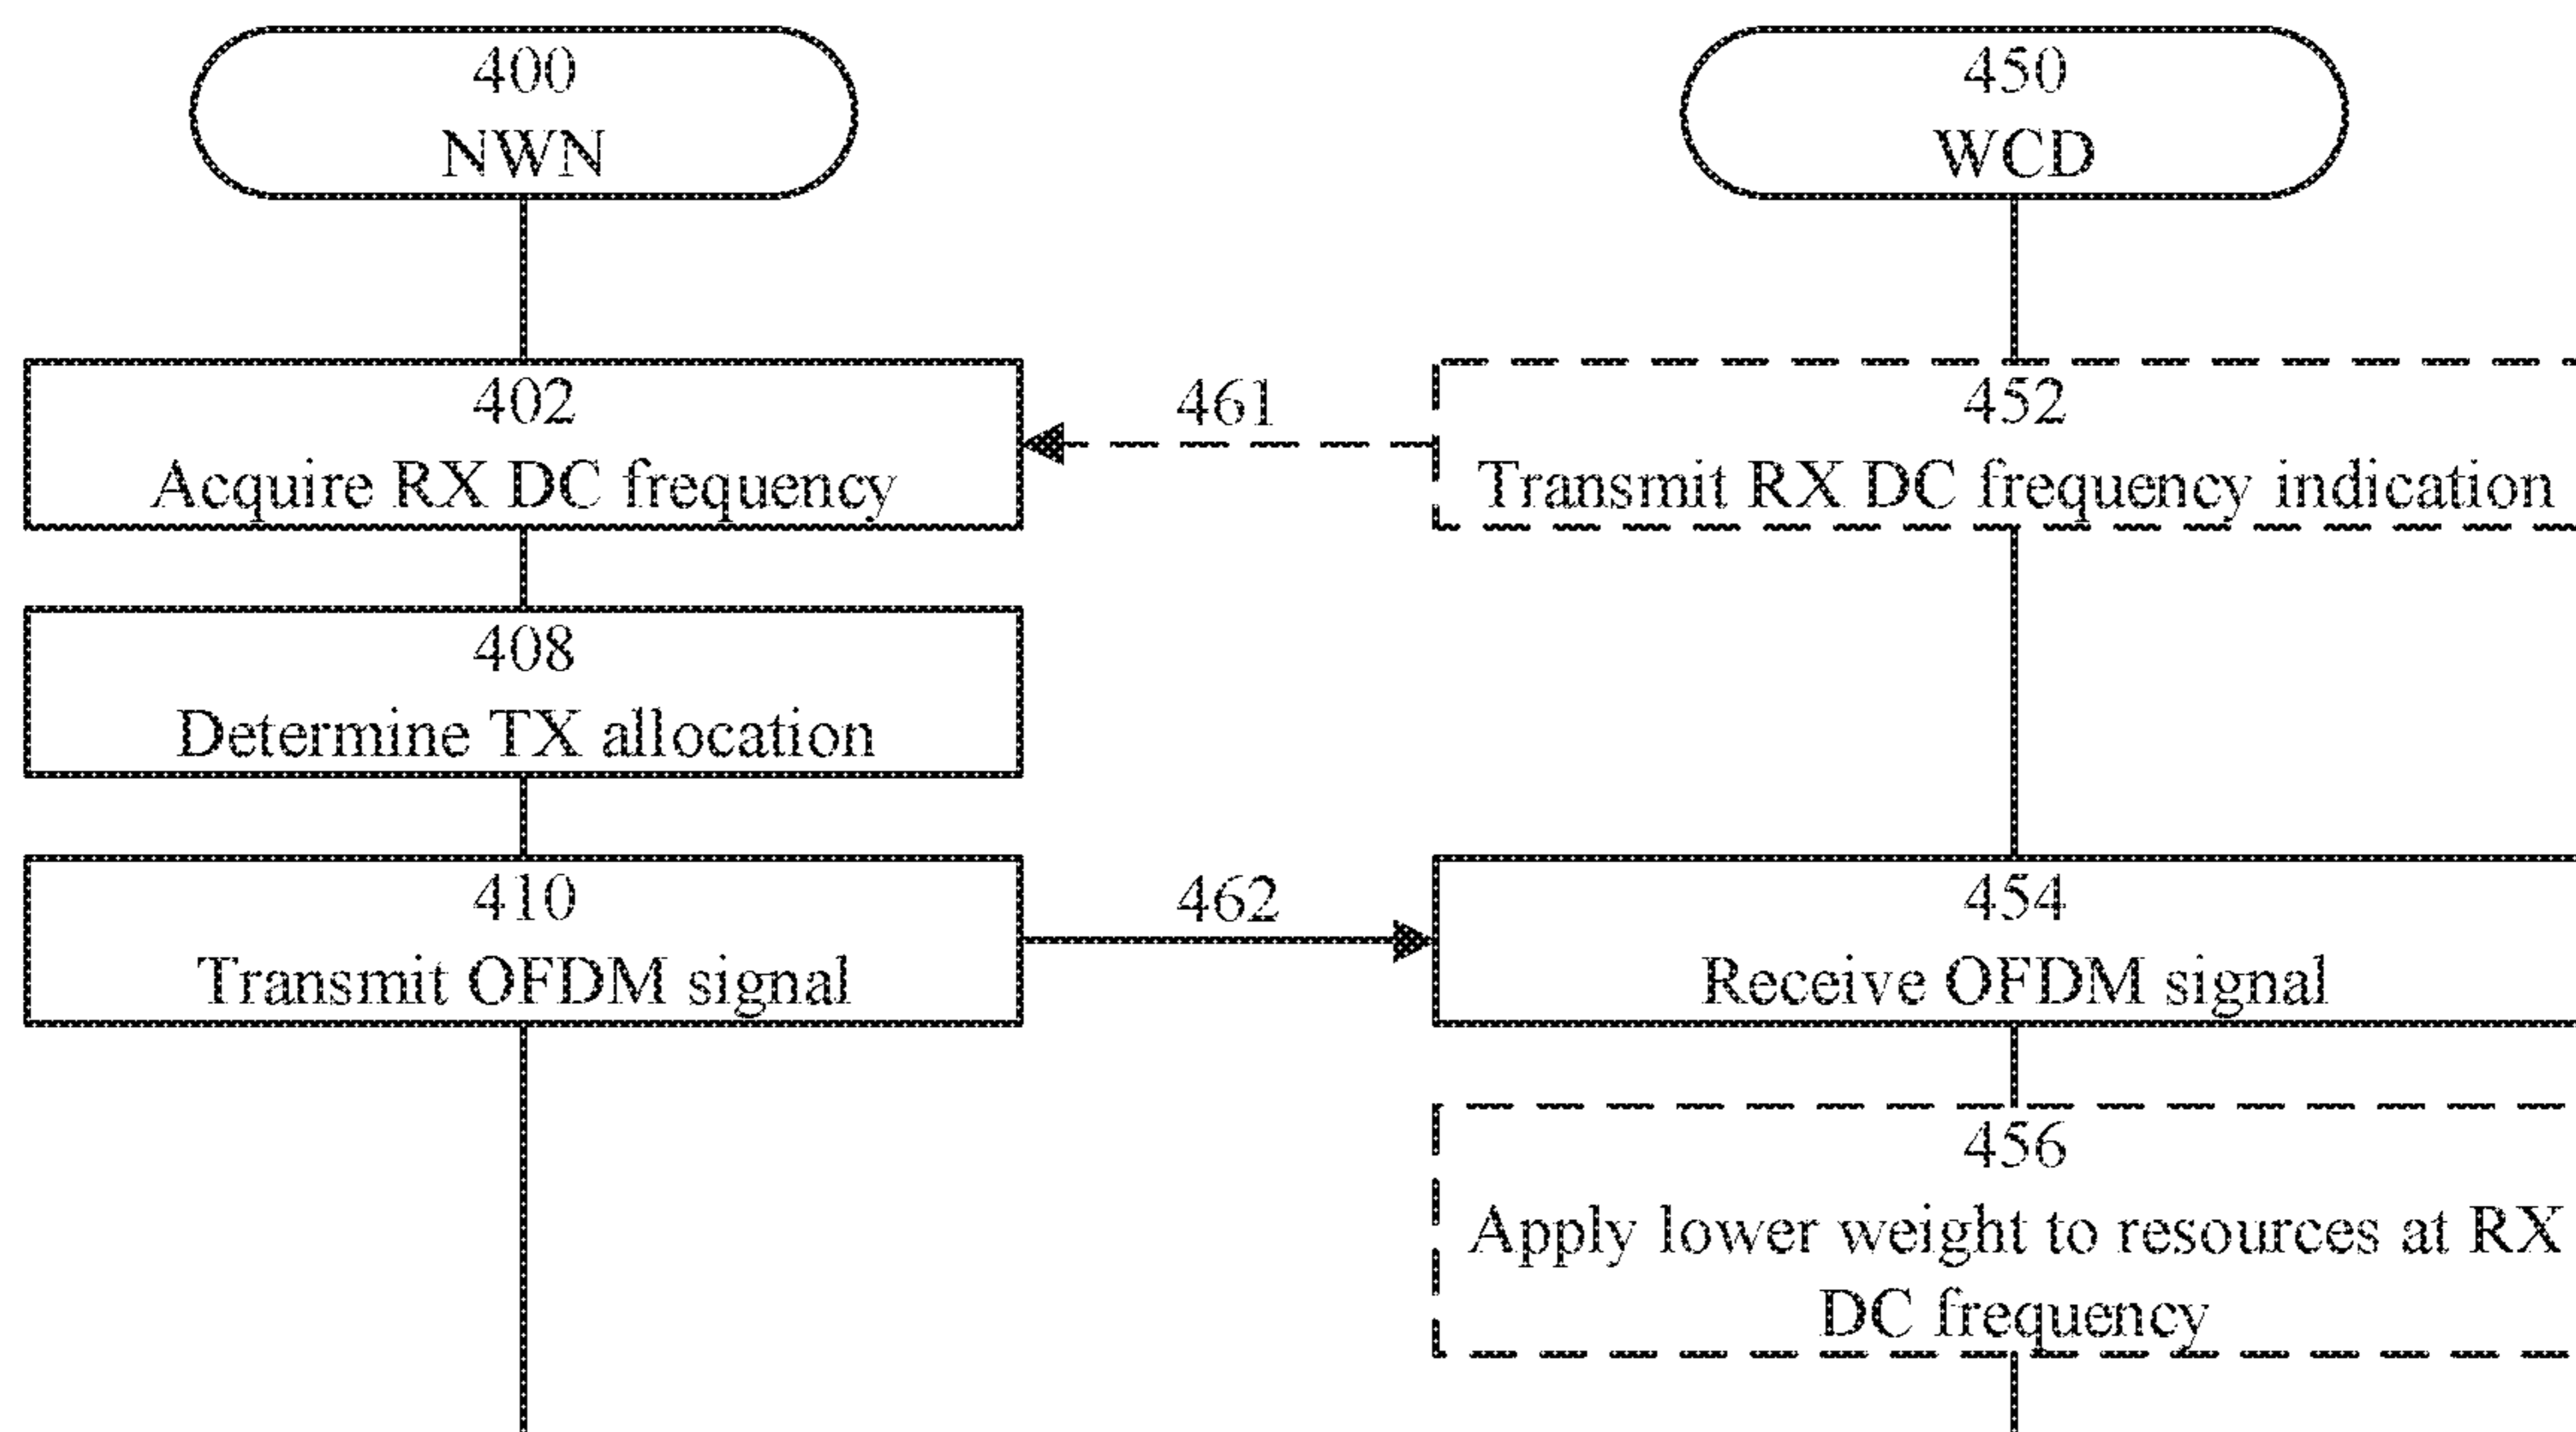 400
NWN
450
WCD
402
Acquire RX DC frequency
461
452
Transmit RX DC frequency indication
408
Determine TX allocation
410
Transmit OFDM signal
462
454
Receive OFDM signal
456
Apply lower weight to resources at RX
DC frequency